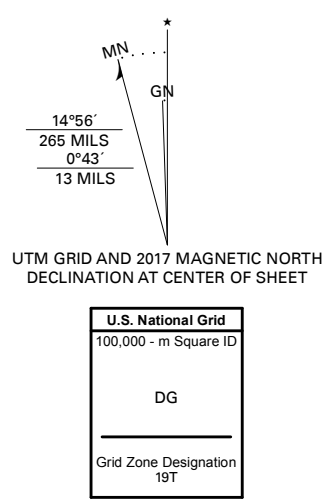 ★
MN
GN
14°56´
265 MILS
0°43´
13 MILS
UTM GRID AND 2017 MAGNETIC NORTH
DECLINATION AT CENTER OF SHEET
U.S. National Grid
100,000 - m Square ID
DG
Grid Zone Designation
19T